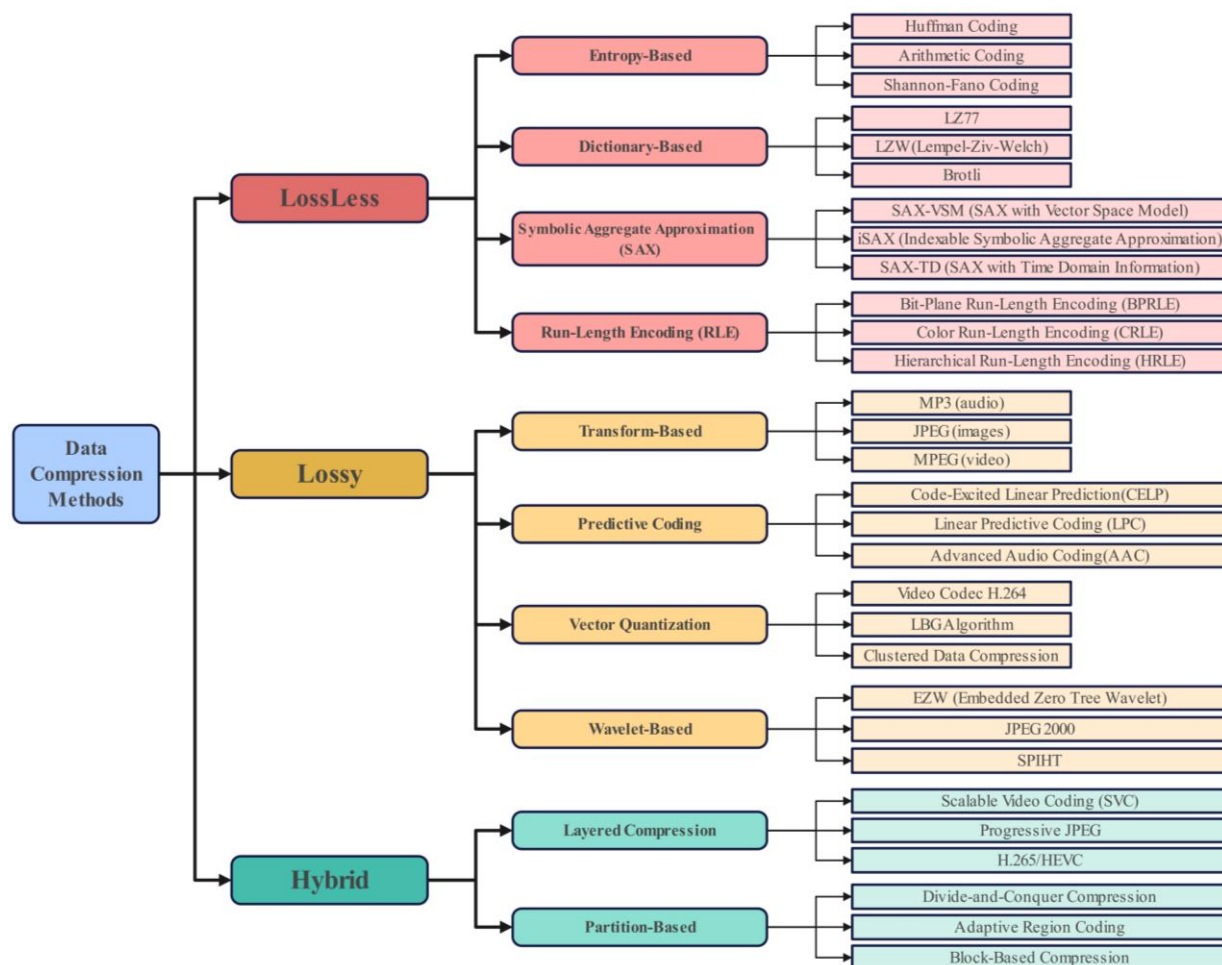 Data
Compression
Methods
LossLess
Entropy-Based
Huffman Coding
Arithmetic Coding
Shannon-Fano Coding
Dictionary-Based
LZ77
LZW(Lempel-Ziv-Welch)
Brotli
Symbolic Aggregate Approximation
(SAX)
SAX-VSM (SAX with Vector Space Model)
iSAX (Indexable Symbolic Aggregate Approximation)
SAX-TD (SAX with Time Domain Information)
Run-Length Encoding (RLE)
Bit-Plane Run-Length Encoding (BPRLE)
Color Run-Length Encoding (CRLE)
Hierarchical Run-Length Encoding (HRLE)
Lossy
Transform-Based
MP3 (audio)
JPEG (images)
MPEG (video)
Predictive Coding
Code-Excited Linear Prediction(CELP)
Linear Predictive Coding (LPC)
Advanced Audio Coding(AAC)
Vector Quantization
Video Codec H.264
LBG Algorithm
Clustered Data Compression
Wavelet-Based
EZW (Embedded Zero Tree Wavelet)
JPEG 2000
SPIHT
Hybrid
Layered Compression
Scalable Video Coding (SVC)
Progressive JPEG
H.265/HEVC
Partition-Based
Divide-and-Conquer Compression
Adaptive Region Coding
Block-Based Compression